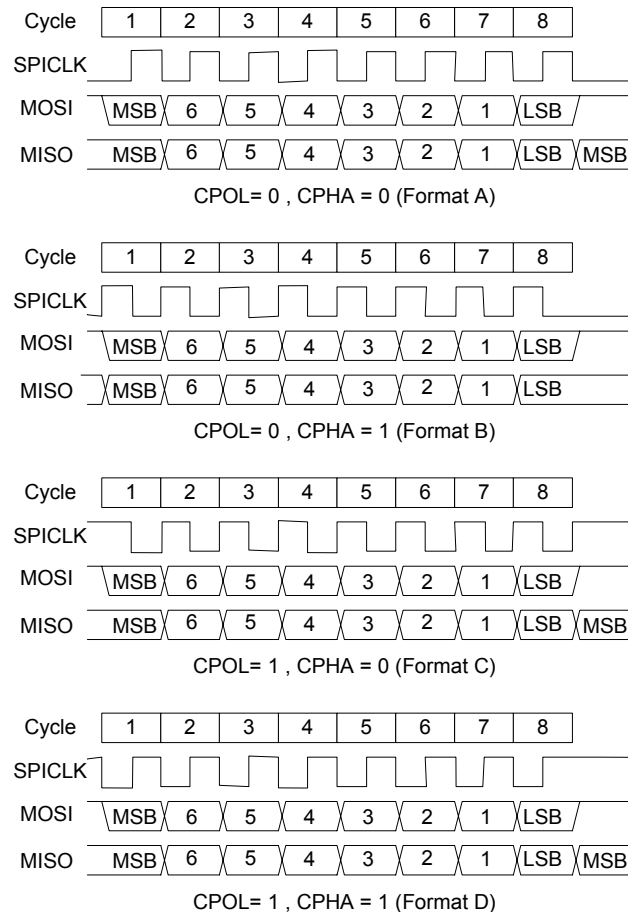 Cycle 1 2 3 4 5 6 7 8
SPICLK
MOSI MSB 6 5 4 3 2 1 LSB
MISO MSB 6 5 4 3 2 1 LSB MSB
CPOL= 0 , CPHA = 0 (Format A)
Cycle 1 2 3 4 5 6 7 8
SPICLK
MOSI MSB 6 5 4 3 2 1 LSB
MISO MSB 6 5 4 3 2 1 LSB
CPOL= 0 , CPHA = 1 (Format B)
Cycle 1 2 3 4 5 6 7 8
SPICLK
MOSI MSB 6 5 4 3 2 1 LSB
MISO MSB 6 5 4 3 2 1 LSB MSB
CPOL= 1 , CPHA = 0 (Format C)
Cycle 1 2 3 4 5 6 7 8
SPICLK
MOSI MSB 6 5 4 3 2 1 LSB
MISO MSB 6 5 4 3 2 1 LSB MSB
CPOL= 1 , CPHA = 1 (Format D)